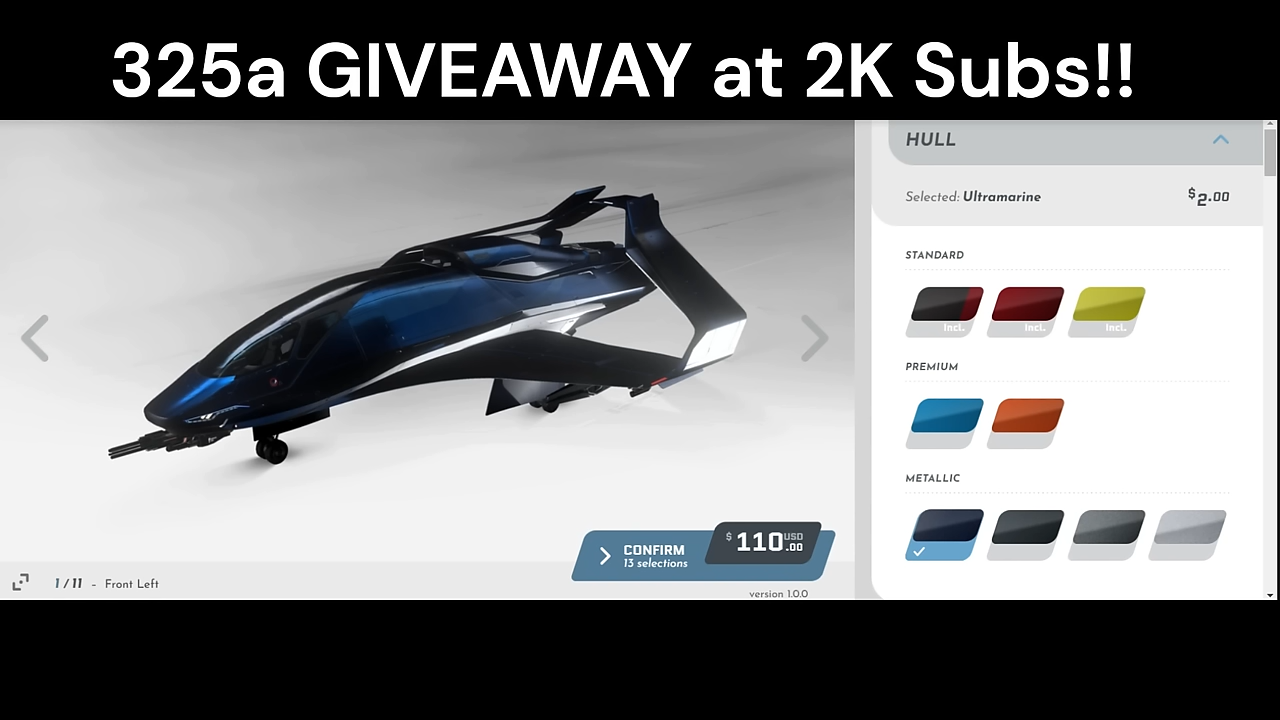 325a GIVEAWAY at 2K Subs!!
HULL
Selected: Ultramarine
$2.00
STANDARD
Incl.
Incl.
Incl.
PREMIUM
METALLIC
CONFIRM
13 selections
$110.00 USD
1 / 11 - Front Left
version 1.0.0